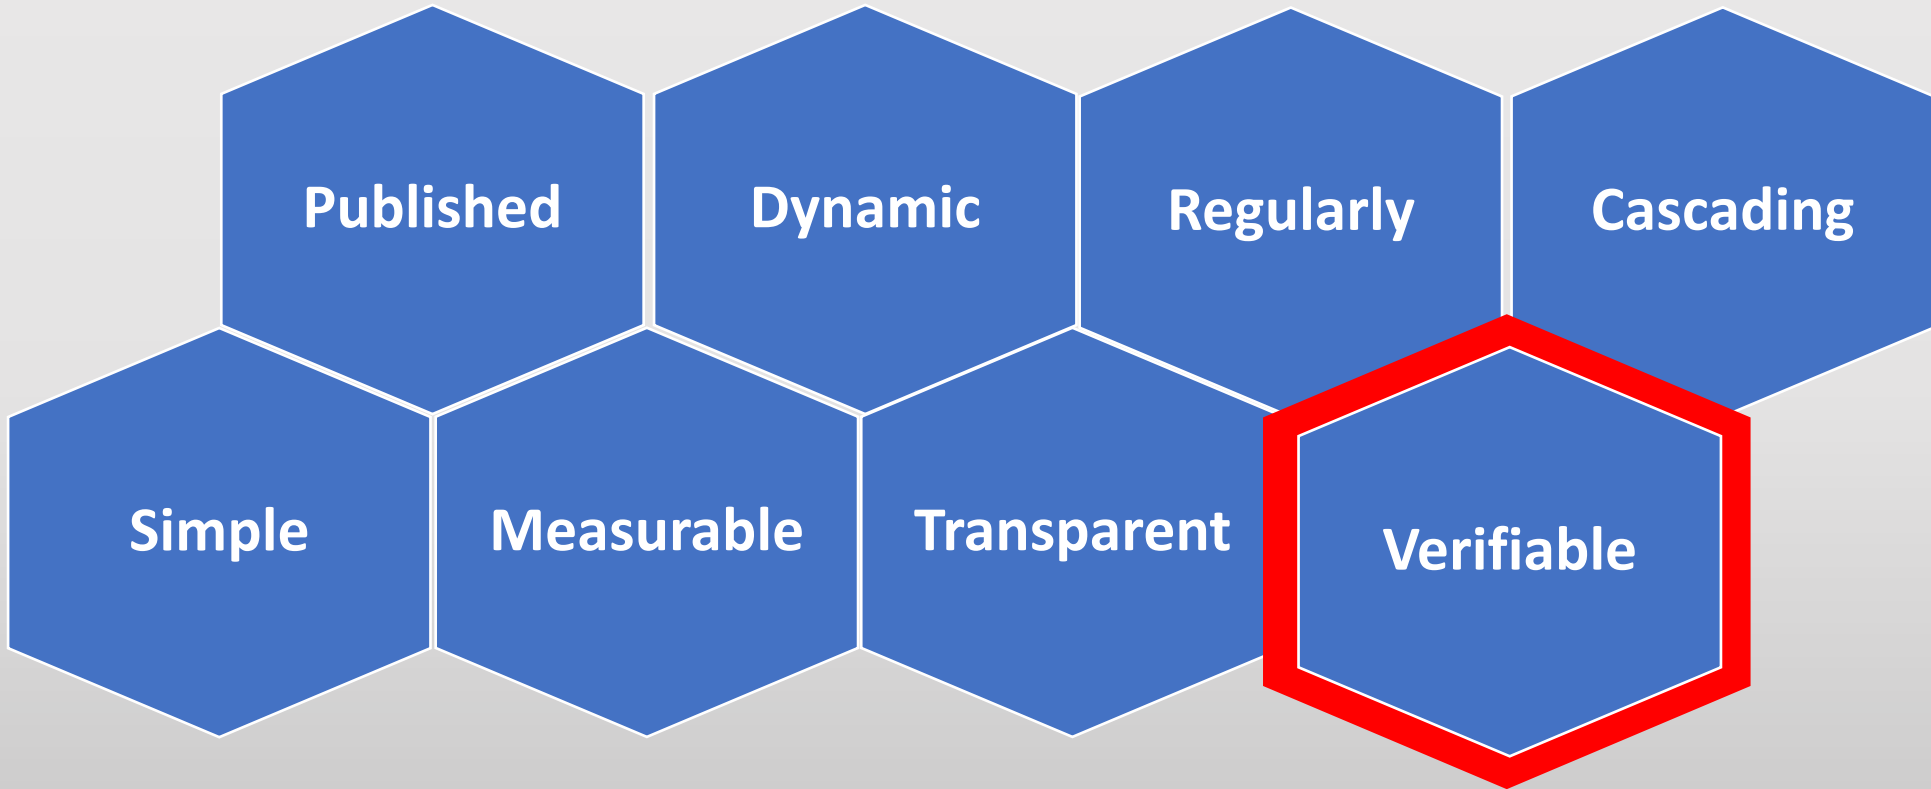 Published
Dynamic
Regularly
Cascading
Simple
Measurable
Transparent
Verifiable